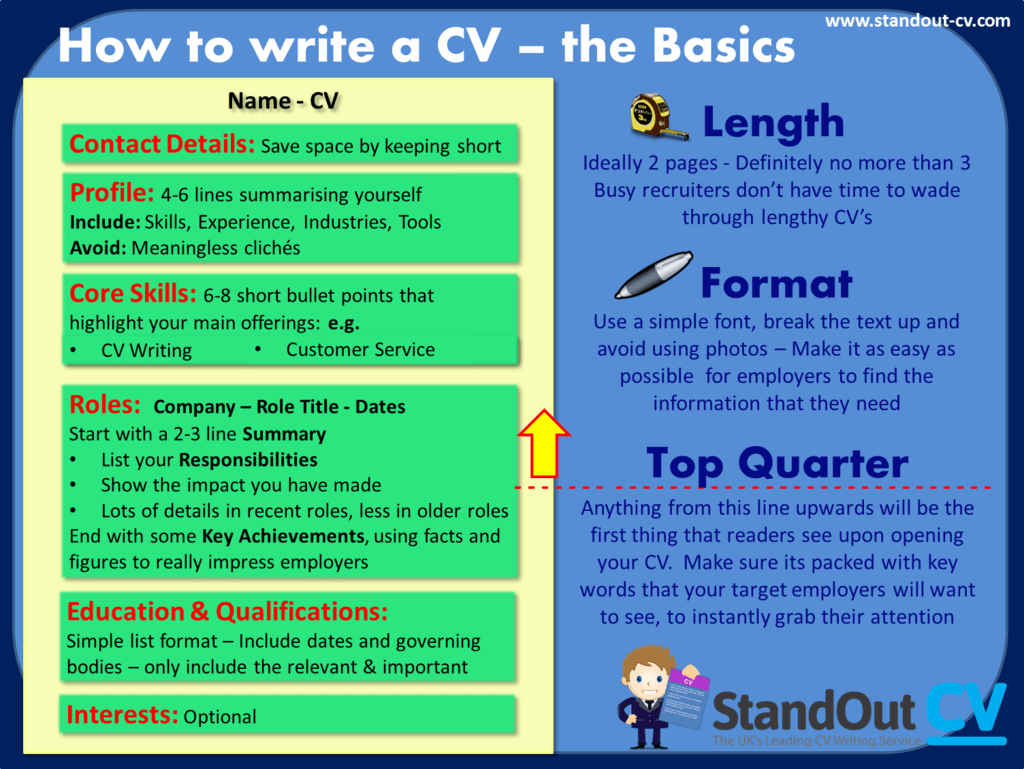 www.standout-cv.com
How to write a CV – the Basics
Name - CV
Contact Details: Save space by keeping short
Profile: 4-6 lines summarising yourself
Include: Skills, Experience, Industries, Tools
Avoid: Meaningless clichés
Core Skills: 6-8 short bullet points that
highlight your main offerings: e.g.
• CV Writing • Customer Service
Roles: Company – Role Title - Dates
Start with a 2-3 line Summary
• List your Responsibilities
• Show the impact you have made
• Lots of details in recent roles, less in older roles
End with some Key Achievements, using facts and
figures to really impress employers
Education & Qualifications:
Simple list format – Include dates and governing
bodies – only include the relevant & important
Interests: Optional
Length
Ideally 2 pages - Definitely no more than 3
Busy recruiters don't have time to wade
through lengthy CV's
Format
Use a simple font, break the text up and
avoid using photos – Make it as easy as
possible for employers to find the
information that they need
Top Quarter
Anything from this line upwards will be the
first thing that readers see upon opening
your CV. Make sure its packed with key
words that your target employers will want
to see, to instantly grab their attention
CV
StandOut CV
The UK's Leading CV Writing Service